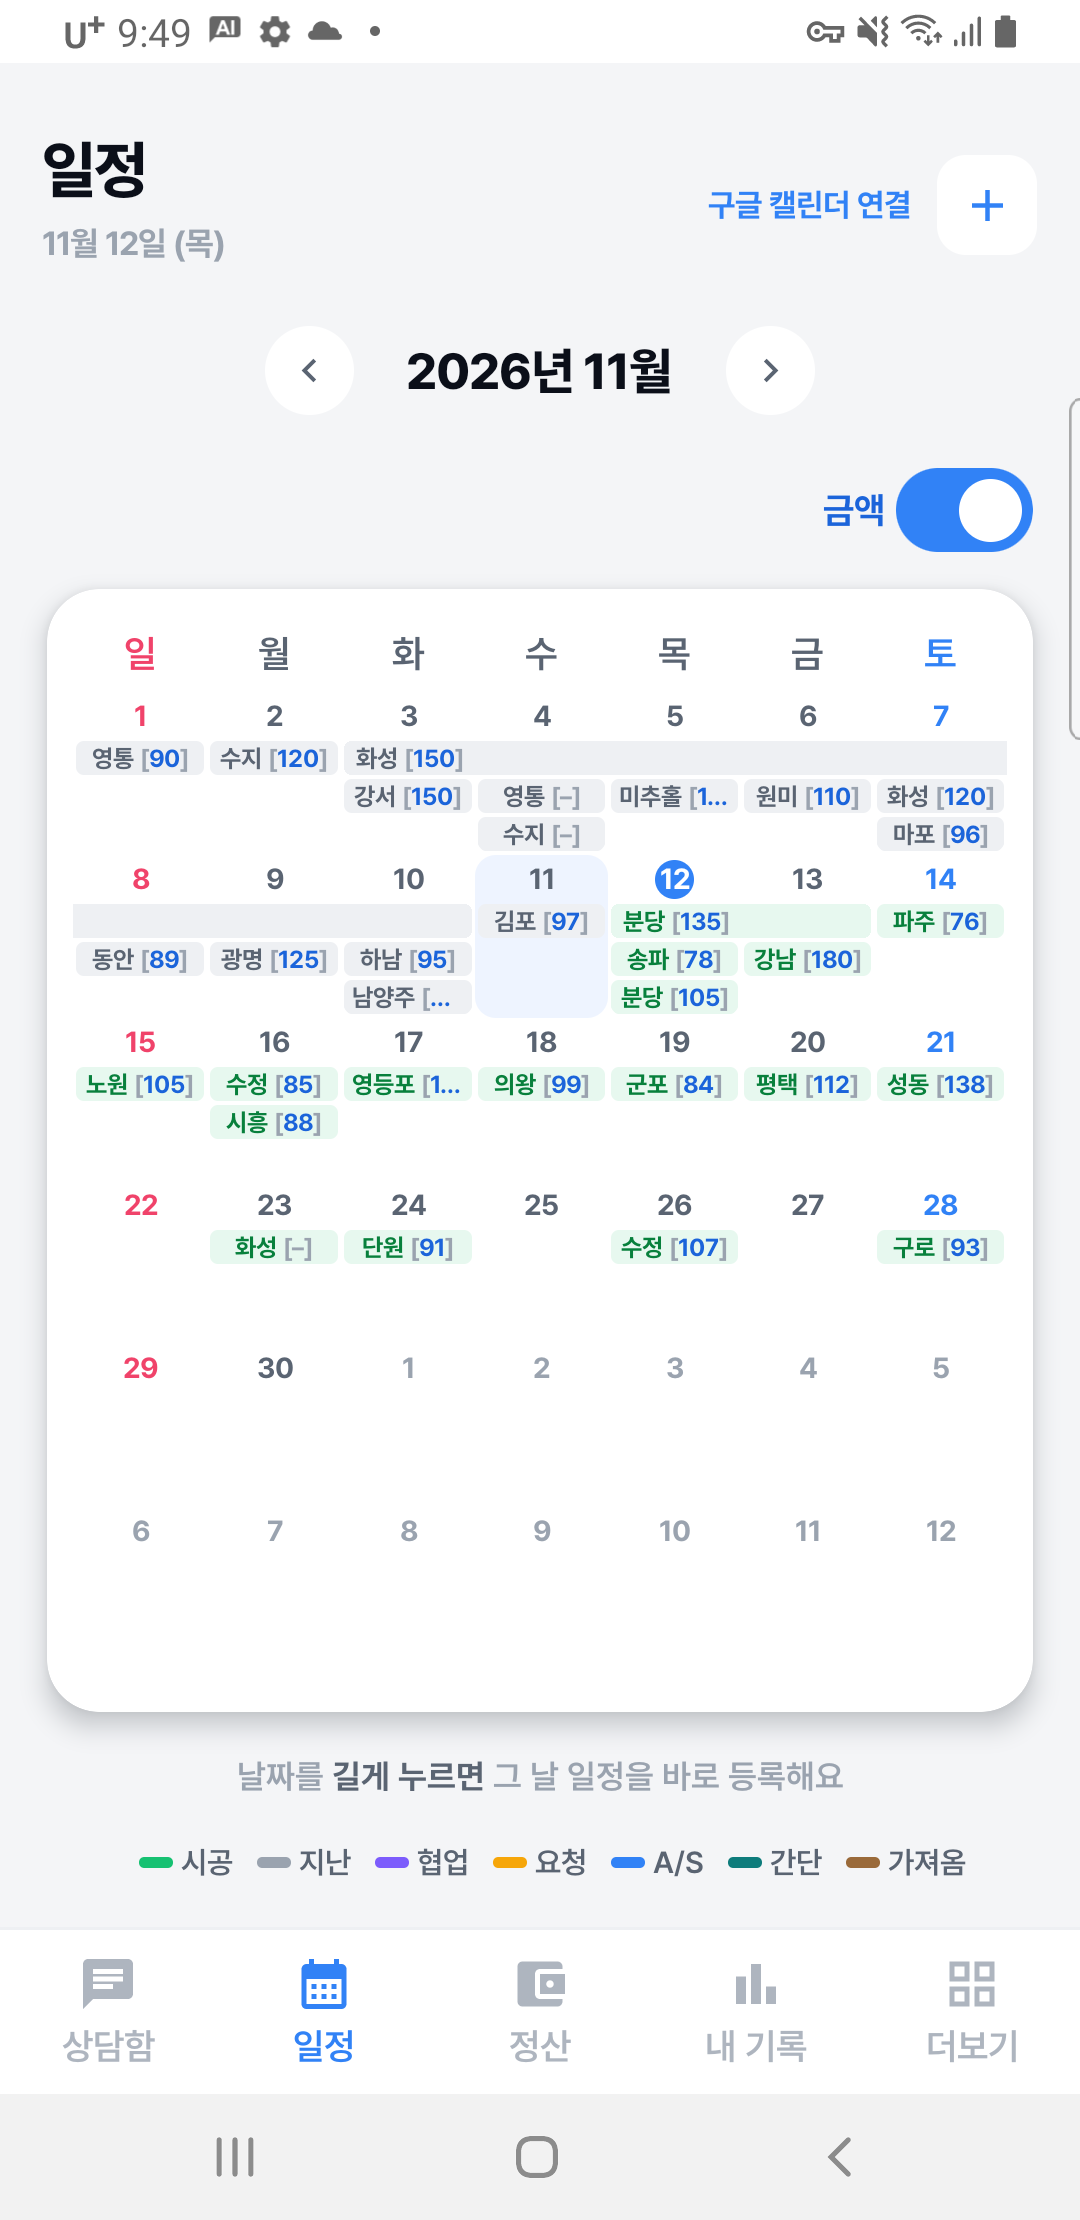 U+ 9:49 AI
일정
11월 12일 (목)
구글 캘린더 연결
2026년 11월
금액
일 월 화 수 목 금 토
1 2 3 4 5 6 7
영통 [90] 수지 [120] 화성 [150]
강서 [150] 영통 [–] 미추홀 [1... 원미 [110] 화성 [120]
수지 [–] 마포 [96]
8 9 10 11 12 13 14
김포 [97] 분당 [135] 파주 [76]
동안 [89] 광명 [125] 하남 [95] 송파 [78] 강남 [180]
남양주 [... 분당 [105]
15 16 17 18 19 20 21
노원 [105] 수정 [85] 영등포 [1... 의왕 [99] 군포 [84] 평택 [112] 성동 [138]
시흥 [88]
22 23 24 25 26 27 28
화성 [–] 단원 [91] 수정 [107] 구로 [93]
29 30 1 2 3 4 5
6 7 8 9 10 11 12
날짜를 길게 누르면 그 날 일정을 바로 등록해요
시공 지난 협업 요청 A/S 간단 가져옴
상담함 일정 정산 내 기록 더보기